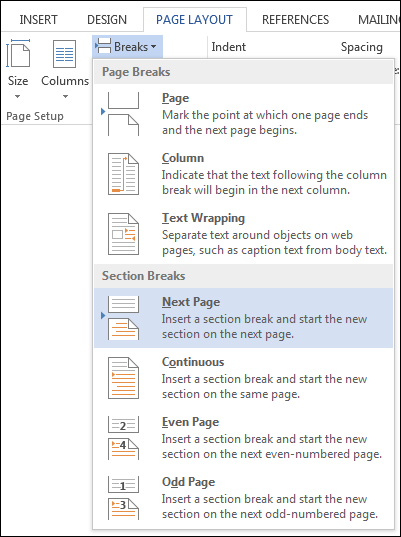 INSERT DESIGN PAGE LAYOUT REFERENCES MAILING
Breaks Indent Spacing
Size Columns
Page Setup
Page Breaks
Page
Mark the point at which one page ends
and the next page begins.
Column
Indicate that the text following the column
break will begin in the next column.
Text Wrapping
Separate text around objects on web
pages, such as caption text from body text.
Section Breaks
Next Page
Insert a section break and start the new
section on the next page.
Continuous
Insert a section break and start the new
section on the same page.
2
Even Page
4
Insert a section break and start the new
section on the next even-numbered page.
1
Odd Page
3
Insert a section break and start the new
section on the next odd-numbered page.